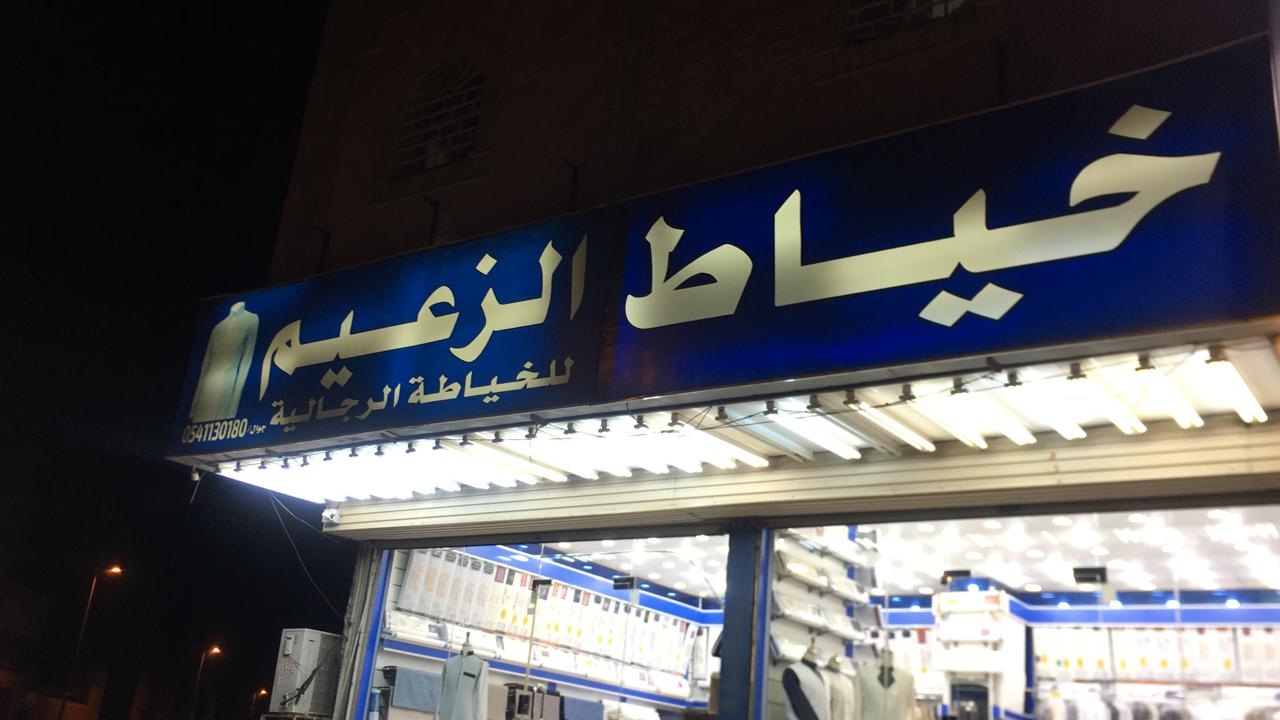 خياط الزعيم
للخياطة الرجالية
جوال/ 0541130180